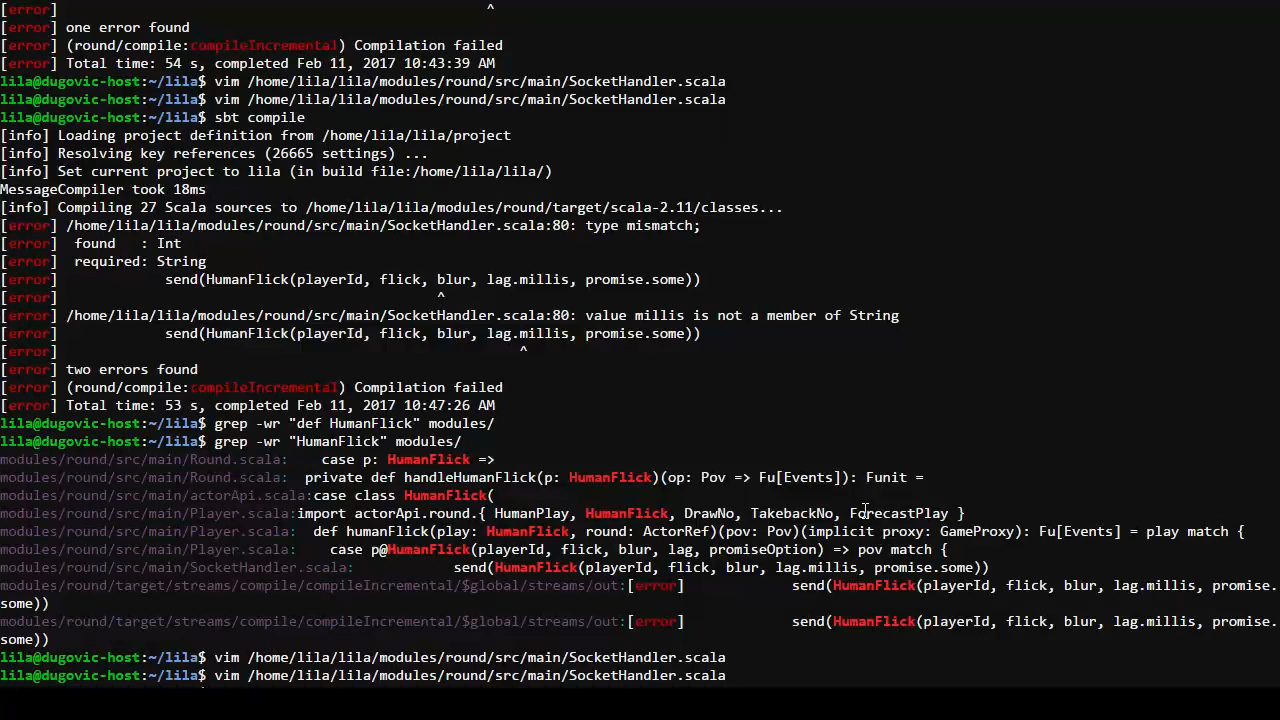 [error]                                                     ^
[error] one error found
[error] (round/compile:compileIncremental) Compilation failed
[error] Total time: 54 s, completed Feb 11, 2017 10:43:39 AM
lila@dugovic-host:~/lila$ vim /home/lila/lila/modules/round/src/main/SocketHandler.scala
lila@dugovic-host:~/lila$ vim /home/lila/lila/modules/round/src/main/SocketHandler.scala
lila@dugovic-host:~/lila$ sbt compile
[info] Loading project definition from /home/lila/lila/project
[info] Resolving key references (26665 settings) ...
[info] Set current project to lila (in build file:/home/lila/lila/)
MessageCompiler took 18ms
[info] Compiling 27 Scala sources to /home/lila/lila/modules/round/target/scala-2.11/classes...
[error] /home/lila/lila/modules/round/src/main/SocketHandler.scala:80: type mismatch;
[error]  found   : Int
[error]  required: String
[error]             send(HumanFlick(playerId, flick, blur, lag.millis, promise.some))
[error]                                              ^
[error] /home/lila/lila/modules/round/src/main/SocketHandler.scala:80: value millis is not a member of String
[error]             send(HumanFlick(playerId, flick, blur, lag.millis, promise.some))
[error]                                                        ^
[error] two errors found
[error] (round/compile:compileIncremental) Compilation failed
[error] Total time: 53 s, completed Feb 11, 2017 10:47:26 AM
lila@dugovic-host:~/lila$ grep -wr "def HumanFlick" modules/
lila@dugovic-host:~/lila$ grep -wr "HumanFlick" modules/
modules/round/src/main/Round.scala:    case p: HumanFlick =>
modules/round/src/main/Round.scala:  private def handleHumanFlick(p: HumanFlick)(op: Pov => Fu[Events]): Funit =
modules/round/src/main/actorApi.scala:case class HumanFlick(
modules/round/src/main/Player.scala:import actorApi.round.{ HumanPlay, HumanFlick, DrawNo, TakebackNo, ForecastPlay }
modules/round/src/main/Player.scala:  def humanFlick(play: HumanFlick, round: ActorRef)(pov: Pov)(implicit proxy: GameProxy): Fu[Events] = play match {
modules/round/src/main/Player.scala:    case p@HumanFlick(playerId, flick, blur, lag, promiseOption) => pov match {
modules/round/src/main/SocketHandler.scala:            send(HumanFlick(playerId, flick, blur, lag.millis, promise.some))
modules/round/target/streams/compile/compileIncremental/$global/streams/out:[error]             send(HumanFlick(playerId, flick, blur, lag.millis, promise.
some))
modules/round/target/streams/compile/compileIncremental/$global/streams/out:[error]             send(HumanFlick(playerId, flick, blur, lag.millis, promise.
some))
lila@dugovic-host:~/lila$ vim /home/lila/lila/modules/round/src/main/SocketHandler.scala
lila@dugovic-host:~/lila$ vim /home/lila/lila/modules/round/src/main/SocketHandler.scala